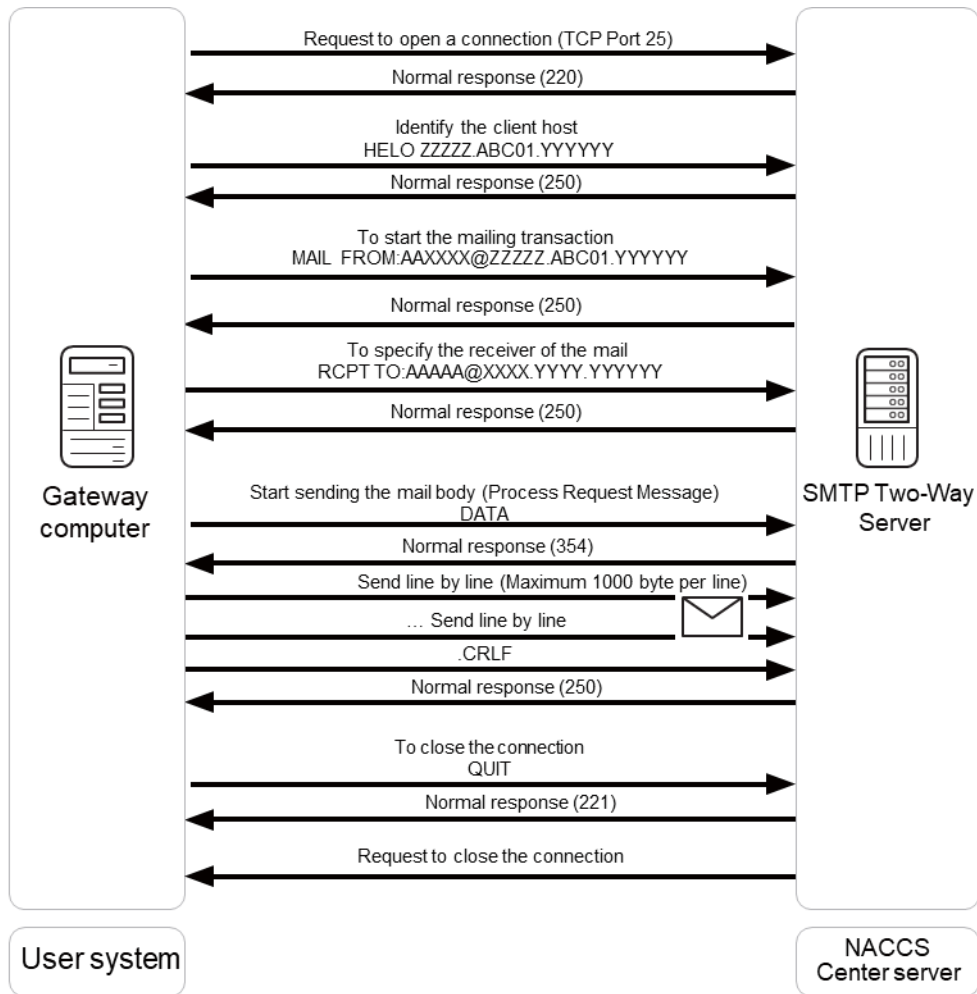 Request to open a connection (TCP Port 25)
Normal response (220)
Identify the client host
HELO ZZZZZ.ABC01.YYYYYY
Normal response (250)
To start the mailing transaction
MAIL  FROM:AAXXXX@ZZZZZ.ABC01.YYYYYY
Normal response (250)
To specify the receiver of the mail
RCPT TO:AAAAA@XXXX.YYYY.YYYYYY
Normal response (250)
Gateway
computer
SMTP Two-Way
Server
Start sending the mail body (Process Request Message)
DATA
Normal response (354)
Send line by line (Maximum 1000 byte per line)
... Send line by line
.CRLF
Normal response (250)
To close the connection
QUIT
Normal response (221)
Request to close the connection
User system
NACCS
Center server